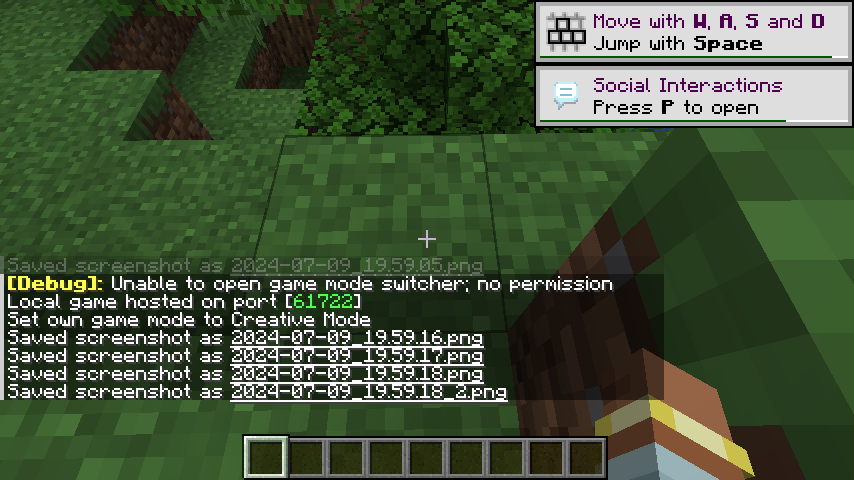 Move with W, A, S and D
Jump with Space
Social Interactions
Press P to open
Saved screenshot as 2024-07-09_19.59.05.png
[Debug]: Unable to open game mode switcher; no permission
Local game hosted on port [61722]
Set own game mode to Creative Mode
Saved screenshot as 2024-07-09_19.59.16.png
Saved screenshot as 2024-07-09_19.59.17.png
Saved screenshot as 2024-07-09_19.59.18.png
Saved screenshot as 2024-07-09_19.59.18_2.png